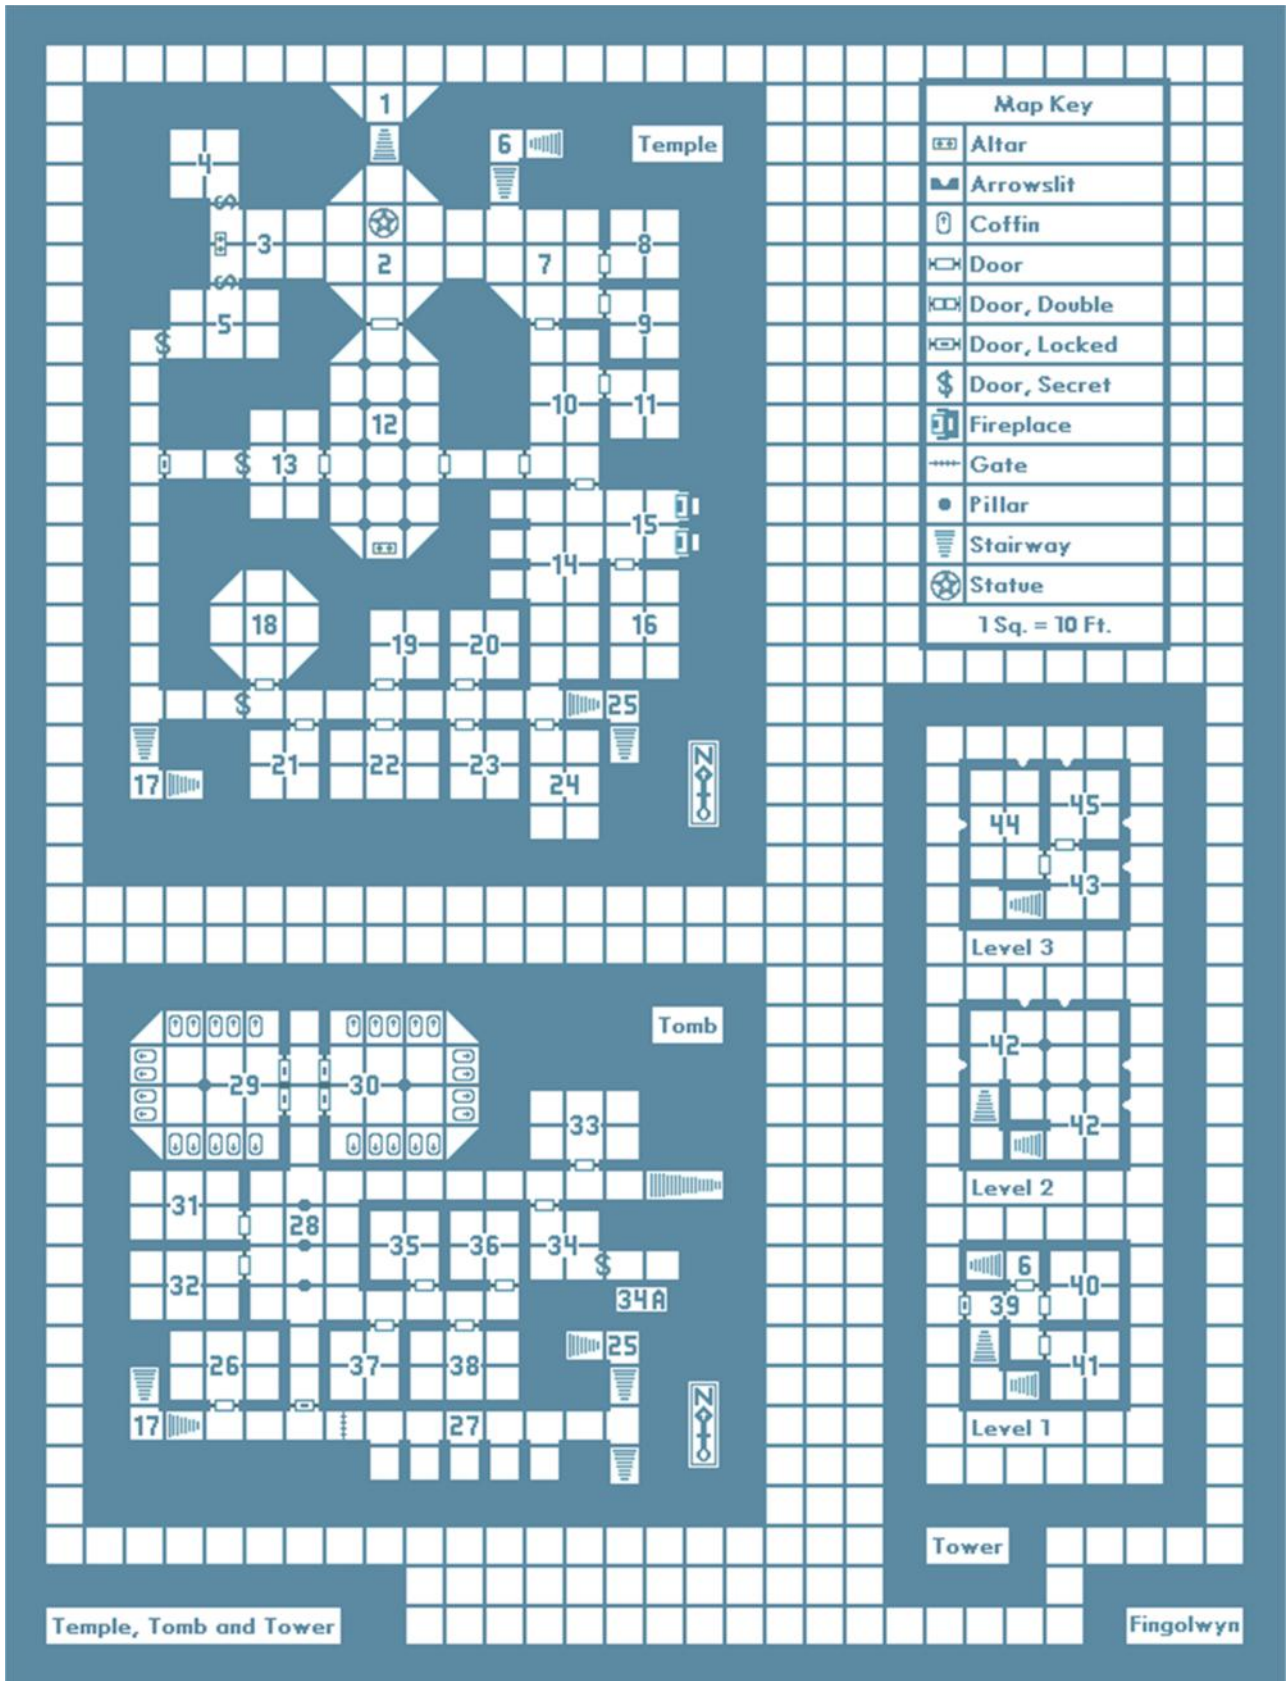 1
Map Key
6
Temple
Altar
4
Arrowslit
Coffin
3
2
7
8
Door
Door, Double
5
9
$
Door, Locked
Door, Secret
$
10
11
12
Fireplace
13
$
Gate
Pillar
15
Stairway
14
Statue
18
16
1 Sq. = 10 Ft.
19
20
$
25
21
22
23
N
17
24
45
44
43
Level 3
Tomb
42
29
30
33
42
Level 2
31
28
35
36
34
$
6
32
34A
40
39
25
26
37
38
41
N
17
27
Level 1
Tower
Temple, Tomb and Tower
Fingolwyn